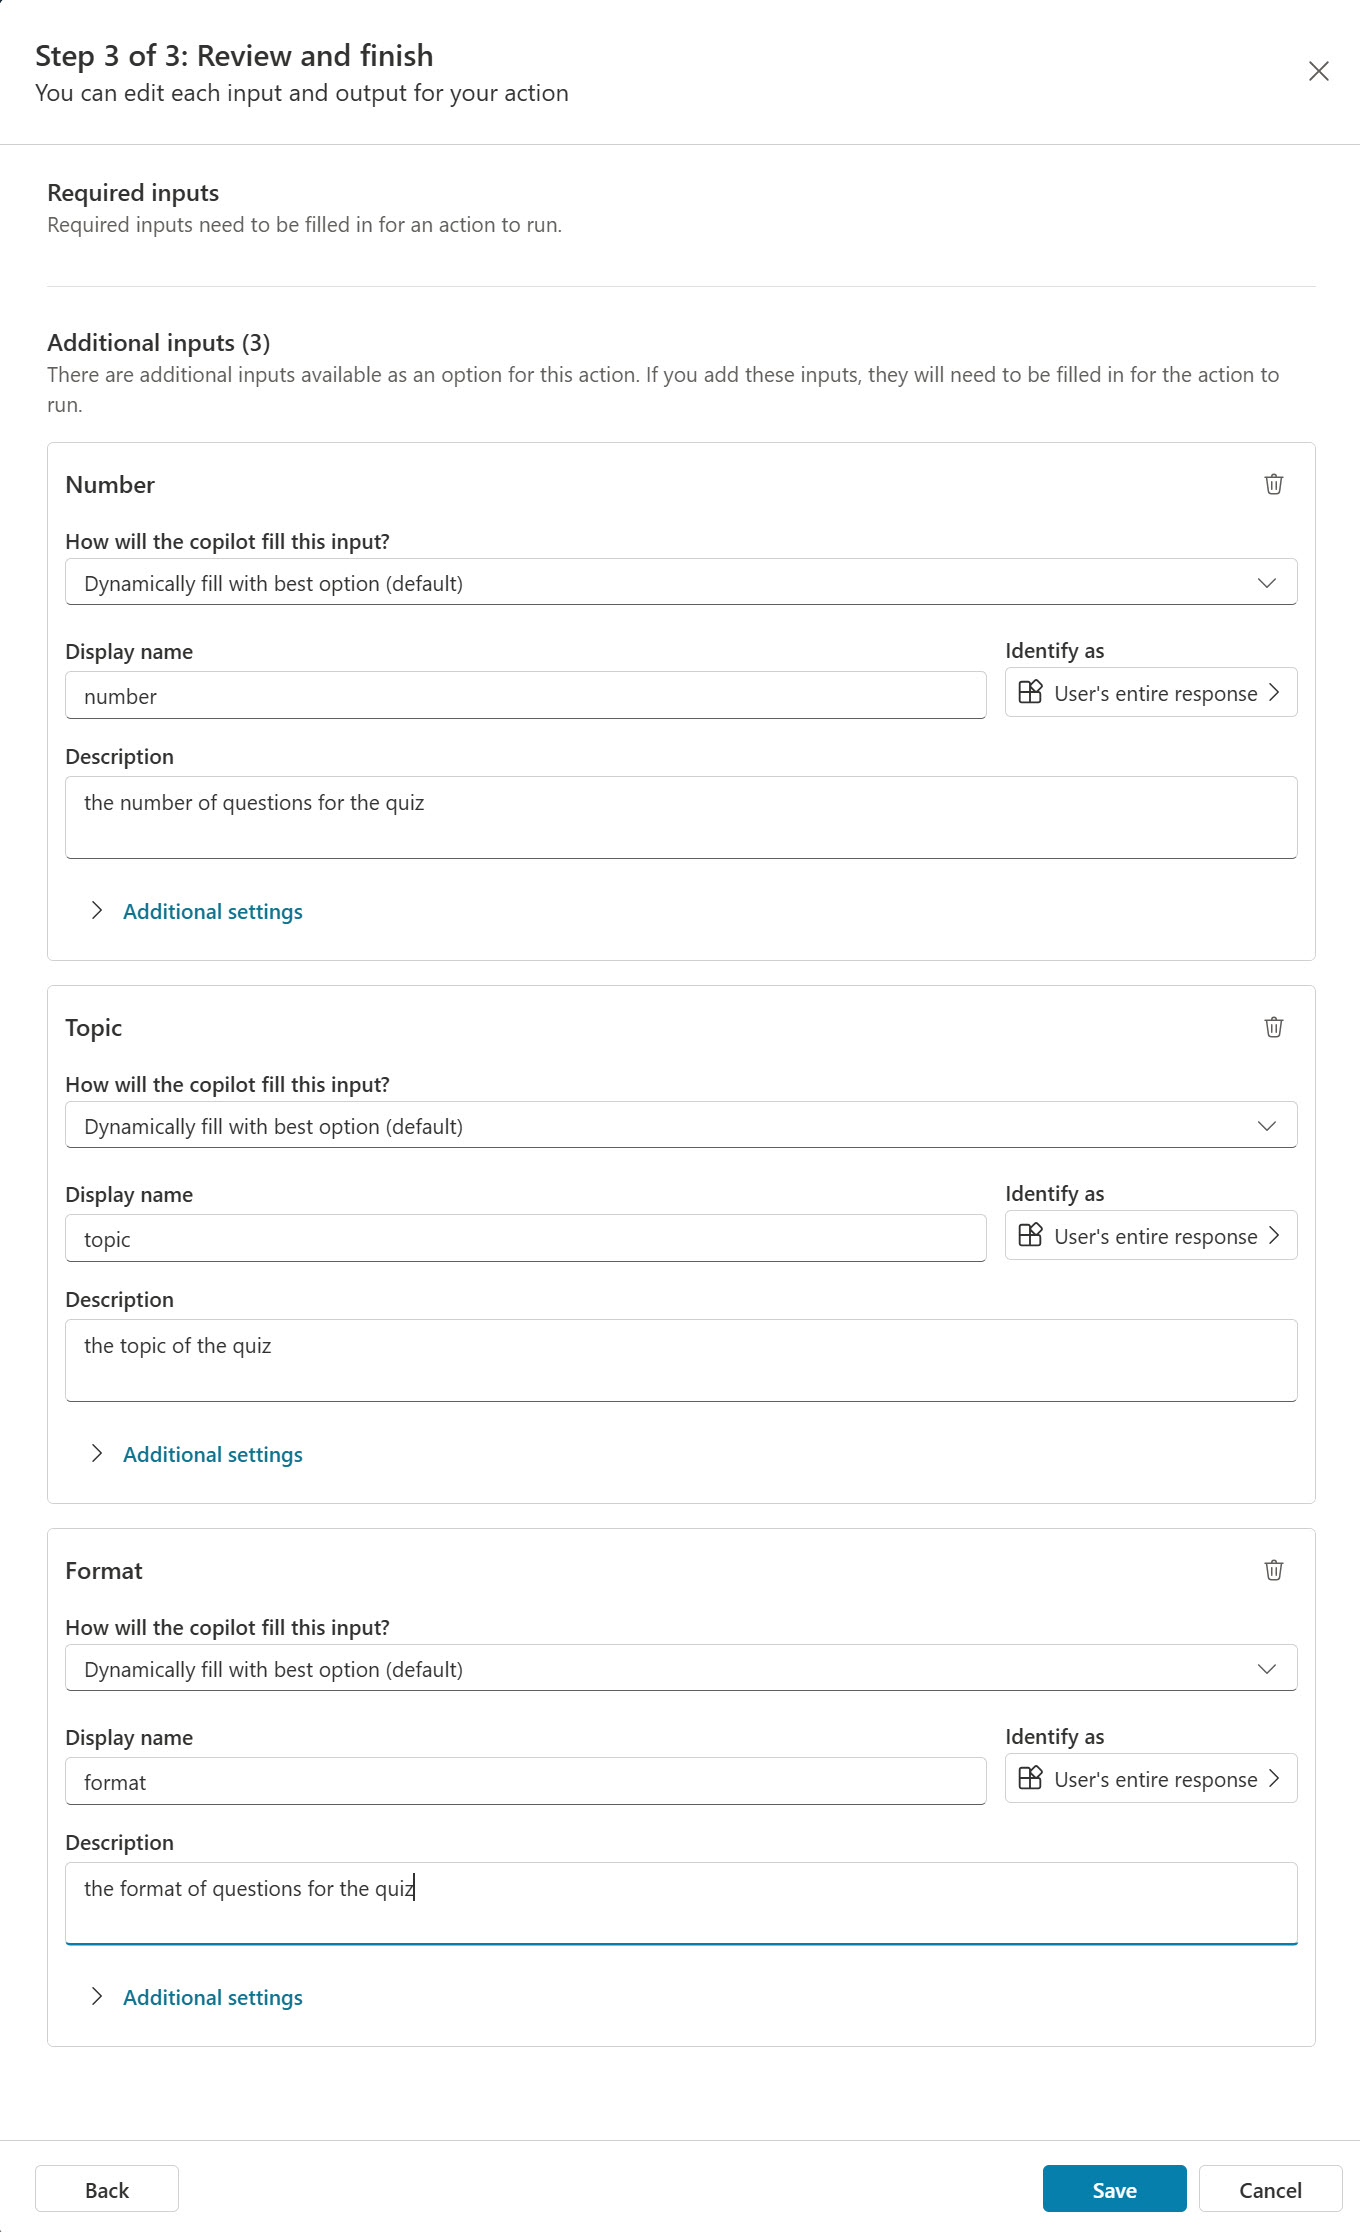 Step 3 of 3: Review and finish
You can edit each input and output for your action
Required inputs
Required inputs need to be filled in for an action to run.
Additional inputs (3)
There are additional inputs available as an option for this action. If you add these inputs, they will need to be filled in for the action to
run.
Number
How will the copilot fill this input?
Dynamically fill with best option (default)
Display name
Identify as
number
User's entire response
Description
the number of questions for the quiz
Additional settings
Topic
How will the copilot fill this input?
Dynamically fill with best option (default)
Display name
Identify as
topic
User's entire response
Description
the topic of the quiz
Additional settings
Format
How will the copilot fill this input?
Dynamically fill with best option (default)
Display name
Identify as
format
User's entire response
Description
the format of questions for the quiz
Additional settings
Back
Save
Cancel